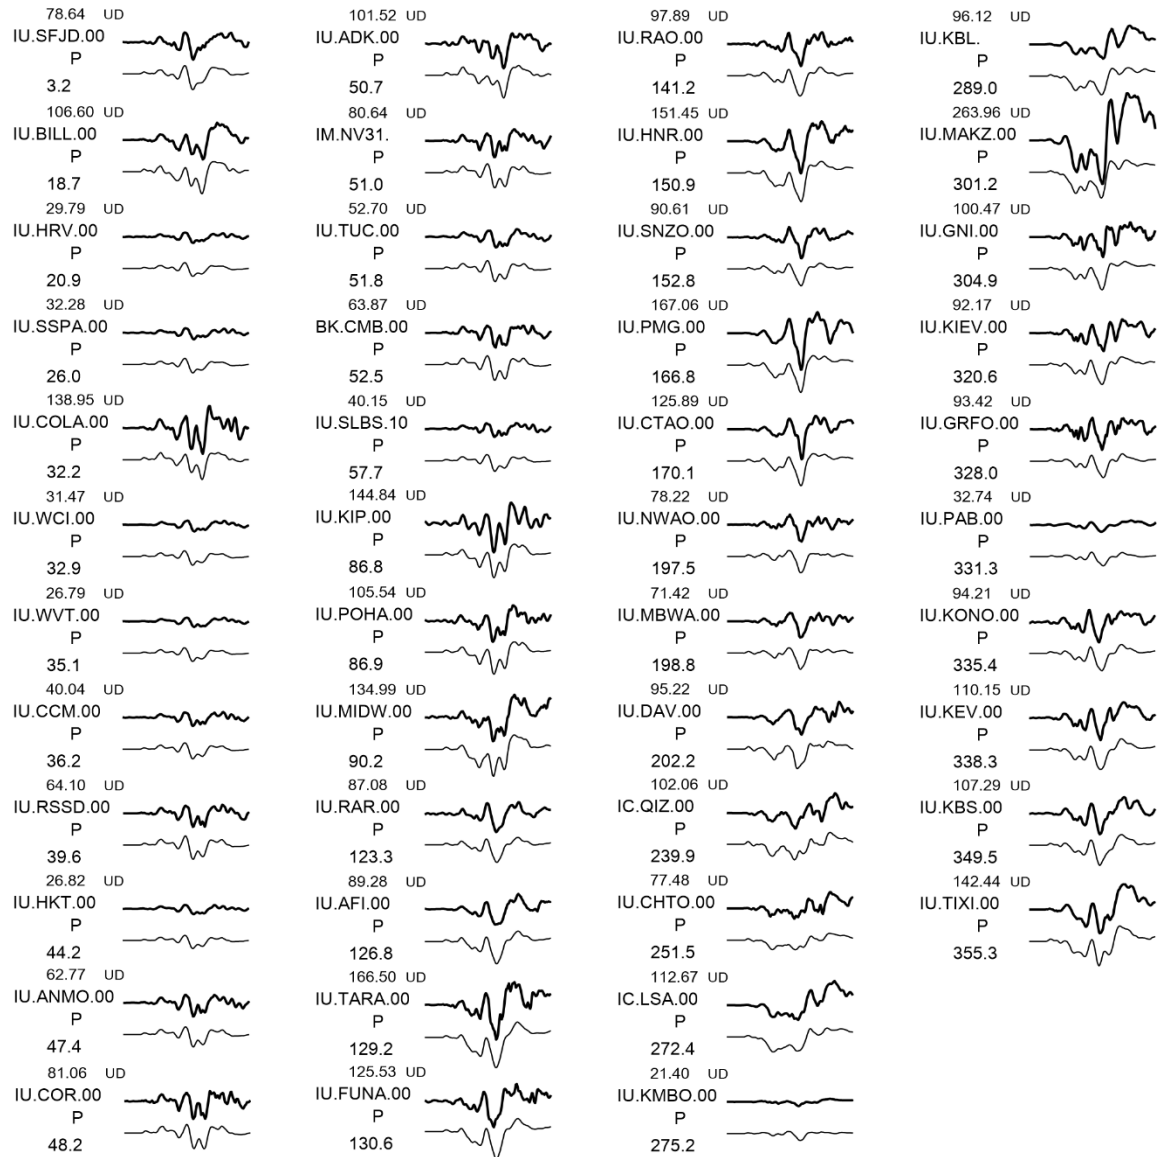 78.64 UD
IU.SFJD.00
P
3.2
106.60 UD
IU.BILL.00
P
18.7
29.79 UD
IU.HRV.00
P
20.9
32.28 UD
IU.SSPA.00
P
26.0
138.95 UD
IU.COLA.00
P
32.2
31.47 UD
IU.WCI.00
P
32.9
26.79 UD
IU.WVT.00
P
35.1
40.04 UD
IU.CCM.00
P
36.2
64.10 UD
IU.RSSD.00
P
39.6
26.82 UD
IU.HKT.00
P
44.2
62.77 UD
IU.ANMO.00
P
47.4
81.06 UD
IU.COR.00
P
48.2
101.52 UD
IU.ADK.00
P
50.7
80.64 UD
IM.NV31.
P
51.0
52.70 UD
IU.TUC.00
P
51.8
63.87 UD
BK.CMB.00
P
52.5
40.15 UD
IU.SLBS.10
P
57.7
144.84 UD
IU.KIP.00
P
86.8
105.54 UD
IU.POHA.00
P
86.9
134.99 UD
IU.MIDW.00
P
90.2
87.08 UD
IU.RAR.00
P
123.3
89.28 UD
IU.AFI.00
P
126.8
166.50 UD
IU.TARA.00
P
129.2
125.53 UD
IU.FUNA.00
P
130.6
97.89 UD
IU.RAO.00
P
141.2
151.45 UD
IU.HNR.00
P
150.9
90.61 UD
IU.SNZO.00
P
152.8
167.06 UD
IU.PMG.00
P
166.8
125.89 UD
IU.CTAO.00
P
170.1
78.22 UD
IU.NWAO.00
P
197.5
71.42 UD
IU.MBWA.00
P
198.8
95.22 UD
IU.DAV.00
P
202.2
102.06 UD
IC.QIZ.00
P
239.9
77.48 UD
IU.CHTO.00
P
251.5
112.67 UD
IC.LSA.00
P
272.4
21.40 UD
IU.KMBO.00
P
275.2
96.12 UD
IU.KBL.
P
289.0
263.96 UD
IU.MAKZ.00
P
301.2
100.47 UD
IU.GNI.00
P
304.9
92.17 UD
IU.KIEV.00
P
320.6
93.42 UD
IU.GRFO.00
P
328.0
32.74 UD
IU.PAB.00
P
331.3
94.21 UD
IU.KONO.00
P
335.4
110.15 UD
IU.KEV.00
P
338.3
107.29 UD
IU.KBS.00
P
349.5
142.44 UD
IU.TIXI.00
P
355.3